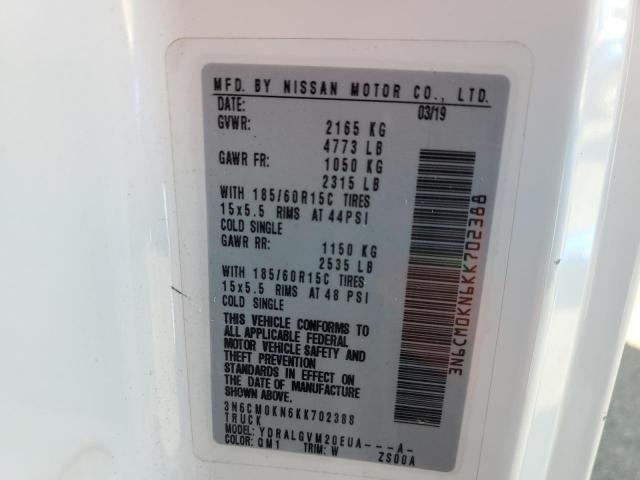 MFD. BY NISSAN MOTOR CO., LTD.
DATE: 03/19
GVWR: 2165 KG
4773 LB
GAWR FR: 1050 KG
2315 LB
WITH 185/60R15C TIRES
15x5.5 RIMS AT 44PSI
COLD SINGLE
GAWR RR: 1150 KG
2535 LB
WITH 185/60R15C TIRES
15x5.5 RIMS AT 48 PSI
COLD SINGLE
THIS VEHICLE CONFORMS TO
ALL APPLICABLE FEDERAL
MOTOR VEHICLE SAFETY AND
THEFT PREVENTION
STANDARDS IN EFFECT ON
THE DATE OF MANUFACTURE
SHOWN ABOVE.
3N6CM0KN6KK702388
TRUCK
MODEL: YDRALGVM20EUA---A-
COLOR: QM1 TRIM: W ZS00A
3N6CM0KN6KK702388